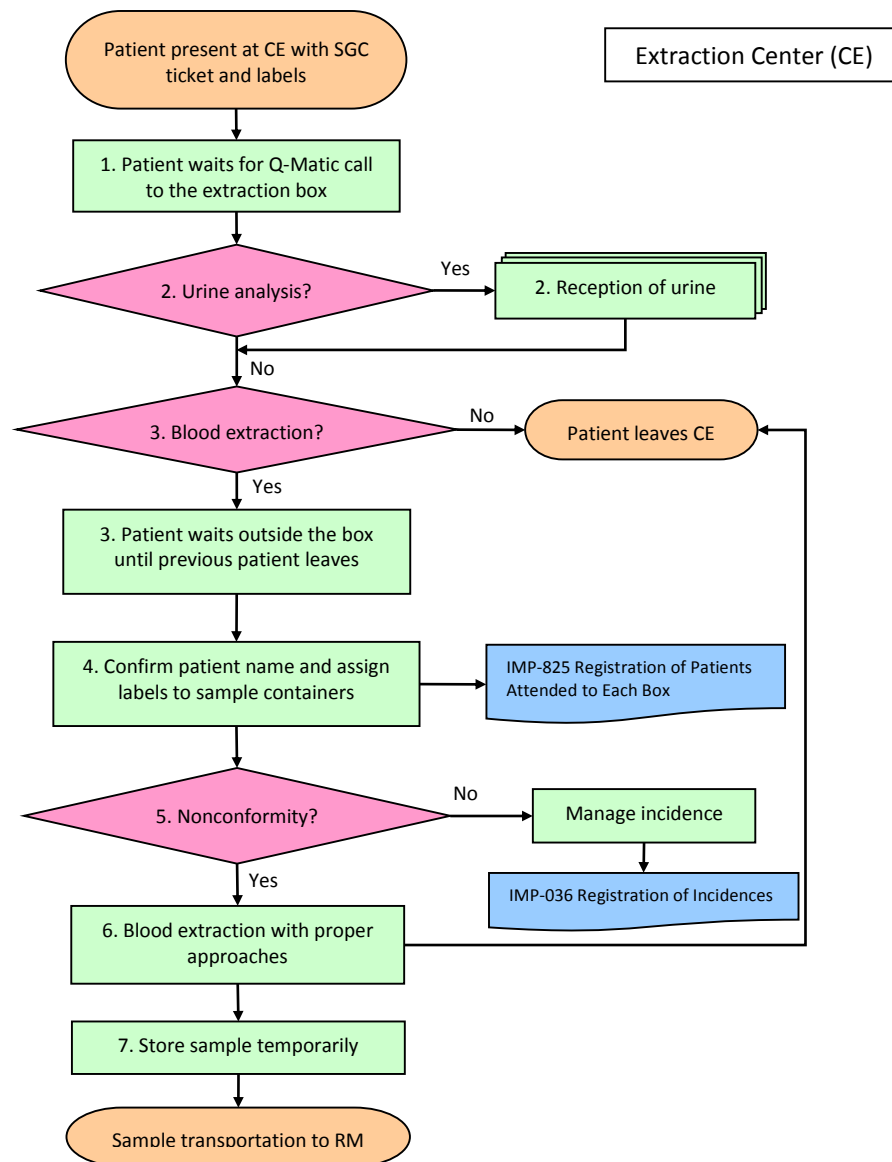 Patient present at CE with SGC
ticket and labels
Extraction Center (CE)
1. Patient waits for Q-Matic call
to the extraction box
2. Urine analysis?
Yes
2. Reception of urine
No
3. Blood extraction?
No
Patient leaves CE
Yes
3. Patient waits outside the box
until previous patient leaves
4. Confirm patient name and assign
labels to sample containers
IMP-825 Registration of Patients
Attended to Each Box
5. Nonconformity?
No
Manage incidence
Yes
IMP-036 Registration of Incidences
6. Blood extraction with proper
approaches
7. Store sample temporarily
Sample transportation to RM